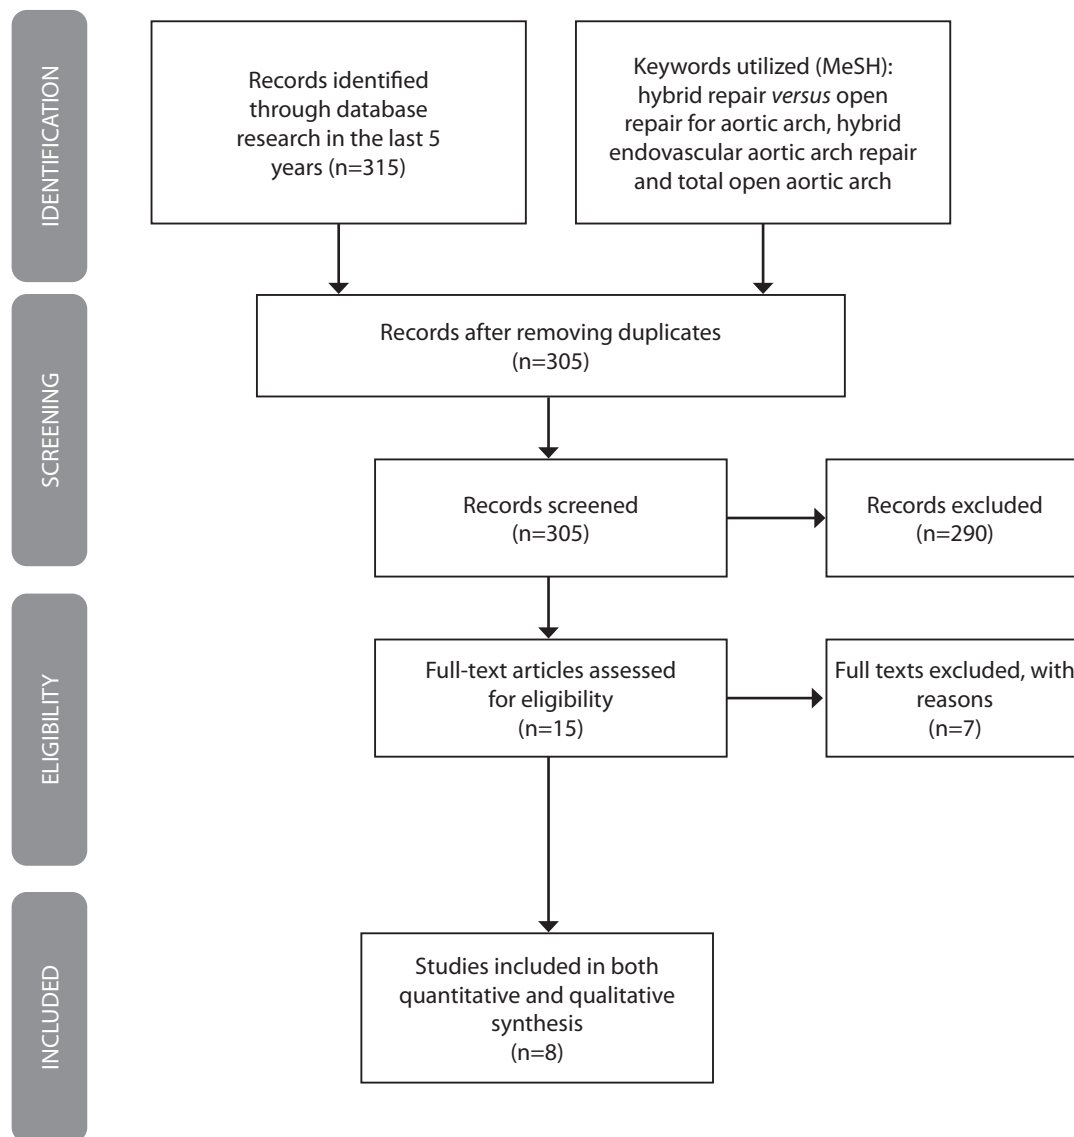 IDENTIFICATION
Records identified
through database
research in the last 5
years (n=315)
Keywords utilized (MeSH):
hybrid repair versus open
repair for aortic arch, hybrid
endovascular aortic arch repair
and total open aortic arch
SCREENING
Records after removing duplicates
(n=305)
Records screened
(n=305)
Records excluded
(n=290)
ELIGIBILITY
Full-text articles assessed
for eligibility
(n=15)
Full texts excluded, with
reasons
(n=7)
INCLUDED
Studies included in both
quantitative and qualitative
synthesis
(n=8)